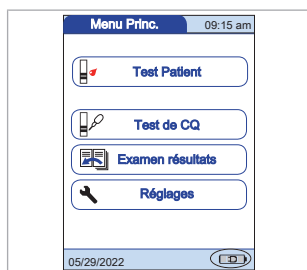 Menu Princ. 09:15 am
Test Patient
Test de CQ
Examen résultats
Réglages
05/29/2022